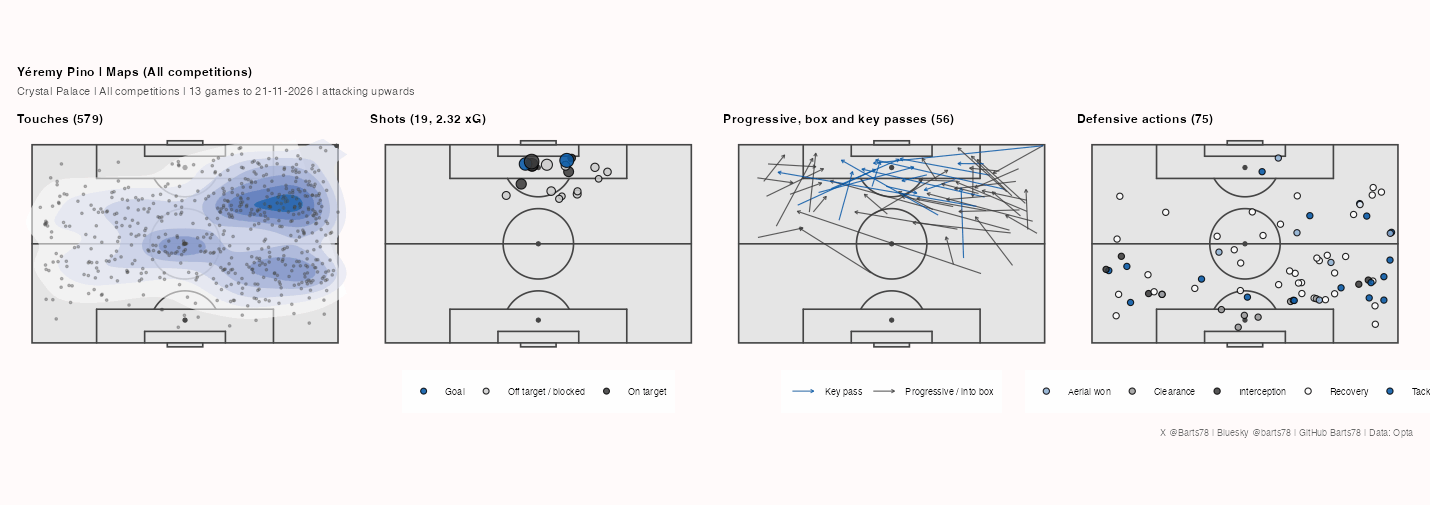 Yéremy Pino | Maps (All competitions)
Crystal Palace | All competitions | 13 games to 21-11-2026 | attacking upwards
Touches (579)
Shots (19, 2.32 xG)
Progressive, box and key passes (56)
Defensive actions (75)
Goal
Off target / blocked
On target
Key pass
Progressive / Into box
Aerial won
Clearance
Interception
Recovery
Tack
X @Barts78 | Bluesky @barts78 | GitHub Barts78 | Data: Opta